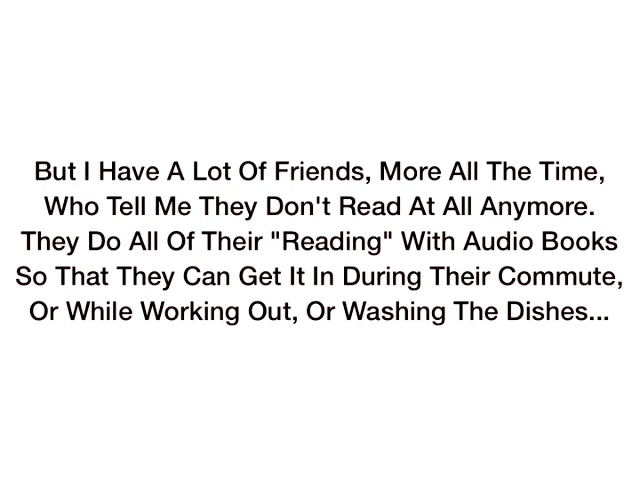 But I Have A Lot Of Friends, More All The Time,
Who Tell Me They Don't Read At All Anymore.
They Do All Of Their "Reading" With Audio Books
So That They Can Get It In During Their Commute,
Or While Working Out, Or Washing The Dishes...